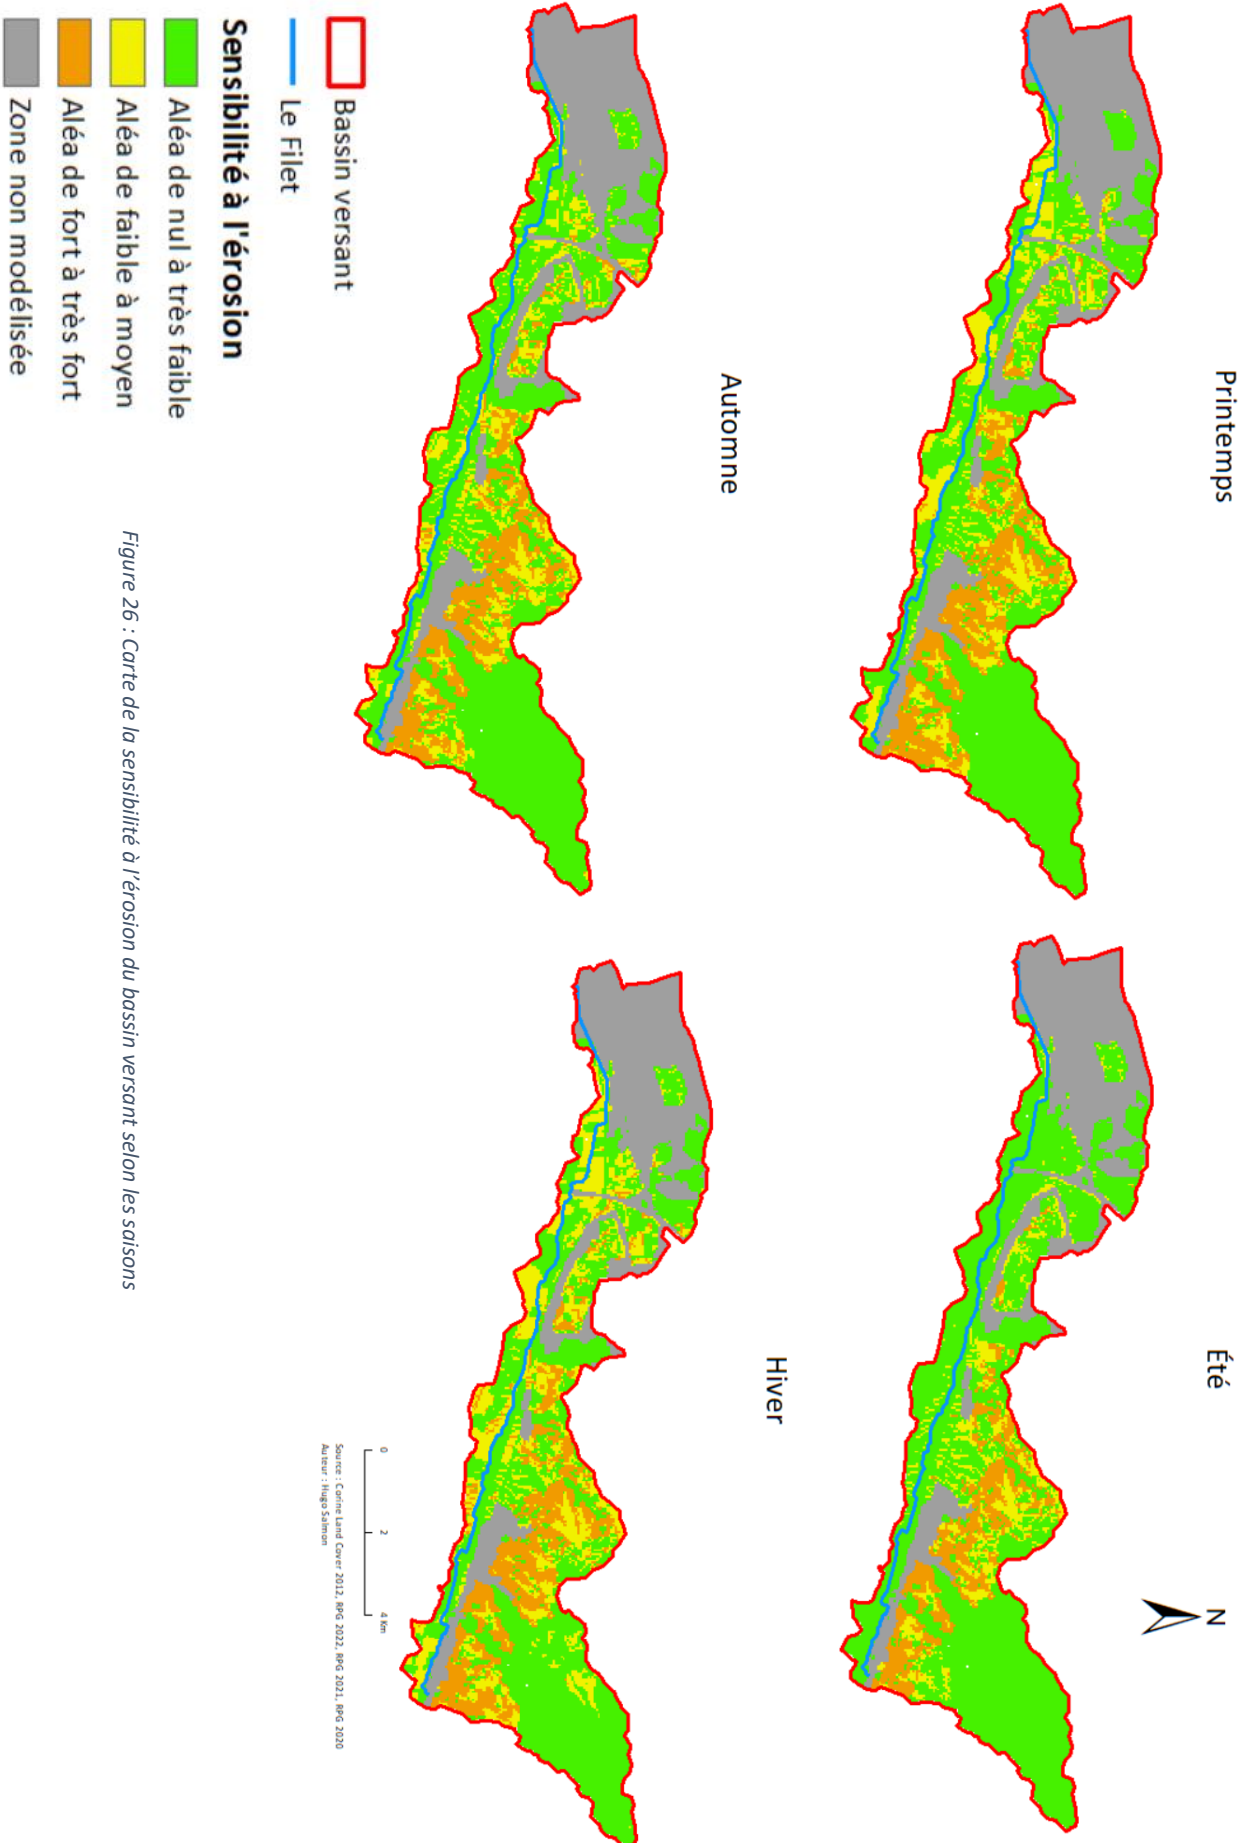 Printemps
Été
N
Automne
Hiver
Bassin versant
Le Filet
Sensibilité à l'érosion
Aléa de nul à très faible
Aléa de faible à moyen
Aléa de fort à très fort
Zone non modélisée
0 2 4 Km
Source : Corine Land Cover 2012, RPG 2022, RPG 2021, RPG 2020
Auteur : Hugo Salmon
Figure 26 : Carte de la sensibilité à l'érosion du bassin versant selon les saisons